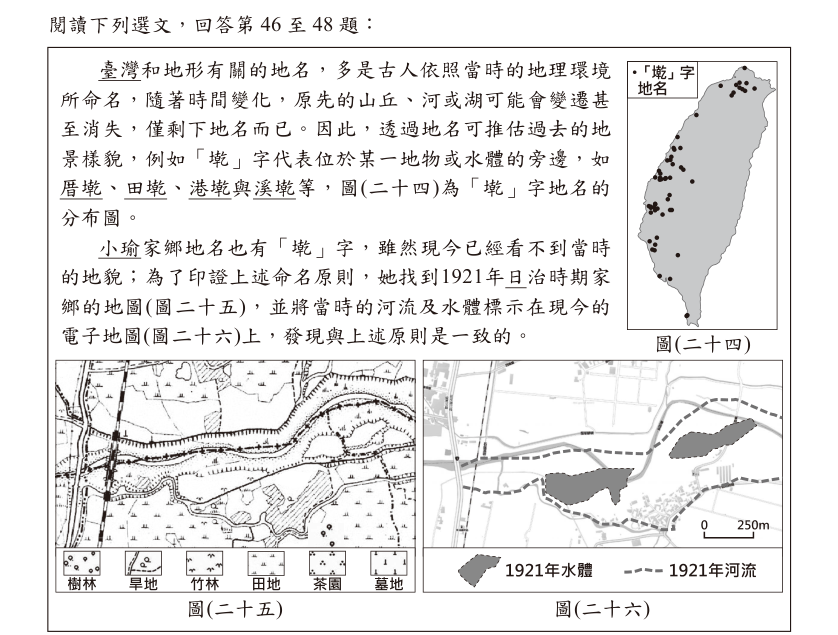 閱讀下列選文，回答第 46 至 48 題：
臺灣和地形有關的地名，多是古人依照當時的地理環境
所命名，隨著時間變化，原先的山丘、河或湖可能會變遷甚
至消失，僅剩下地名而已。因此，透過地名可推估過去的地
景樣貌，例如「墘」字代表位於某一地物或水體的旁邊，如
厝墘、田墘、港墘與溪墘等，圖(二十四)為「墘」字地名的
分布圖。
小瑜家鄉地名也有「墘」字，雖然現今已經看不到當時
的地貌；為了印證上述命名原則，她找到1921年日治時期家
鄉的地圖(圖二十五)，並將當時的河流及水體標示在現今的
電子地圖(圖二十六)上，發現與上述原則是一致的。
•「墘」字
地名
圖(二十四)
樹林 旱地 竹林 田地 茶園 墓地
圖(二十五)
0 250m
1921年水體 1921年河流
圖(二十六)